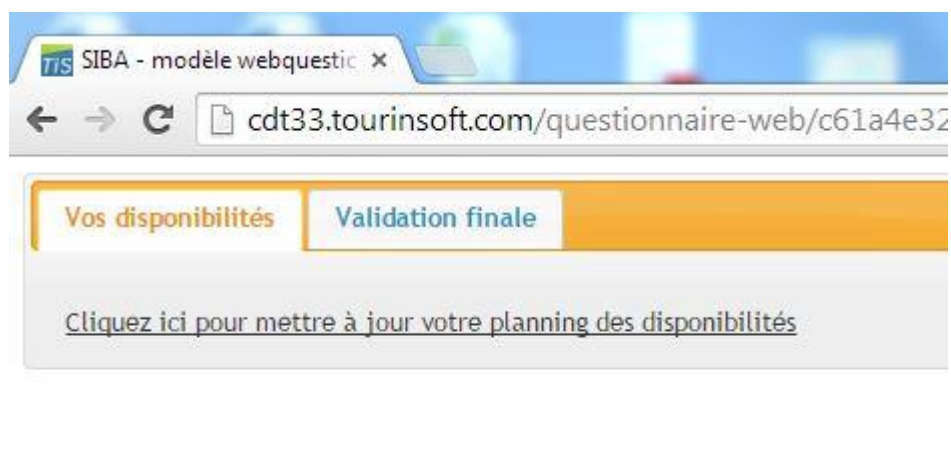 TiS SIBA - modèle webquestic
cdt33.tourinsoft.com/questionnaire-web/c61a4e32
Vos disponibilités Validation finale
Cliquez ici pour mettre à jour votre planning des disponibilités